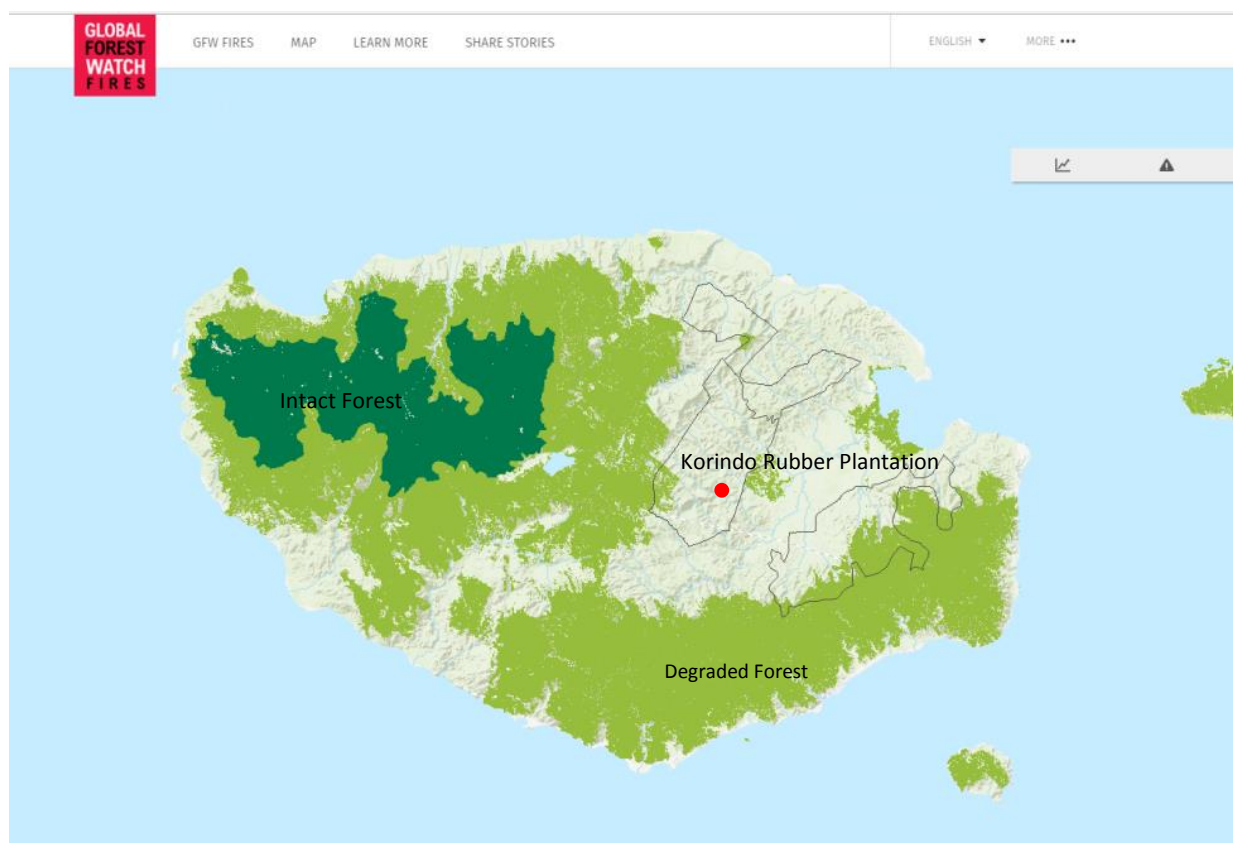 GLOBAL
FOREST
WATCH
FIRES
GFW FIRES MAP LEARN MORE SHARE STORIES ENGLISH MORE
Intact Forest
Korindo Rubber Plantation
Degraded Forest